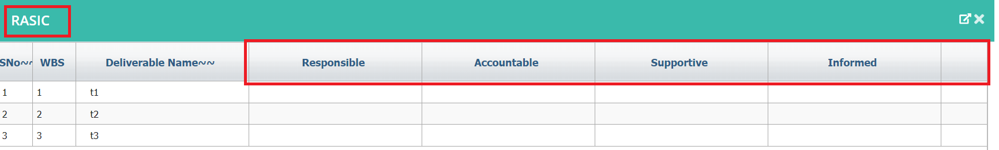 RASIC
SNo~~ WBS Deliverable Name~~ Responsible Accountable Supportive Informed
1 1 t1
2 2 t2
3 3 t3